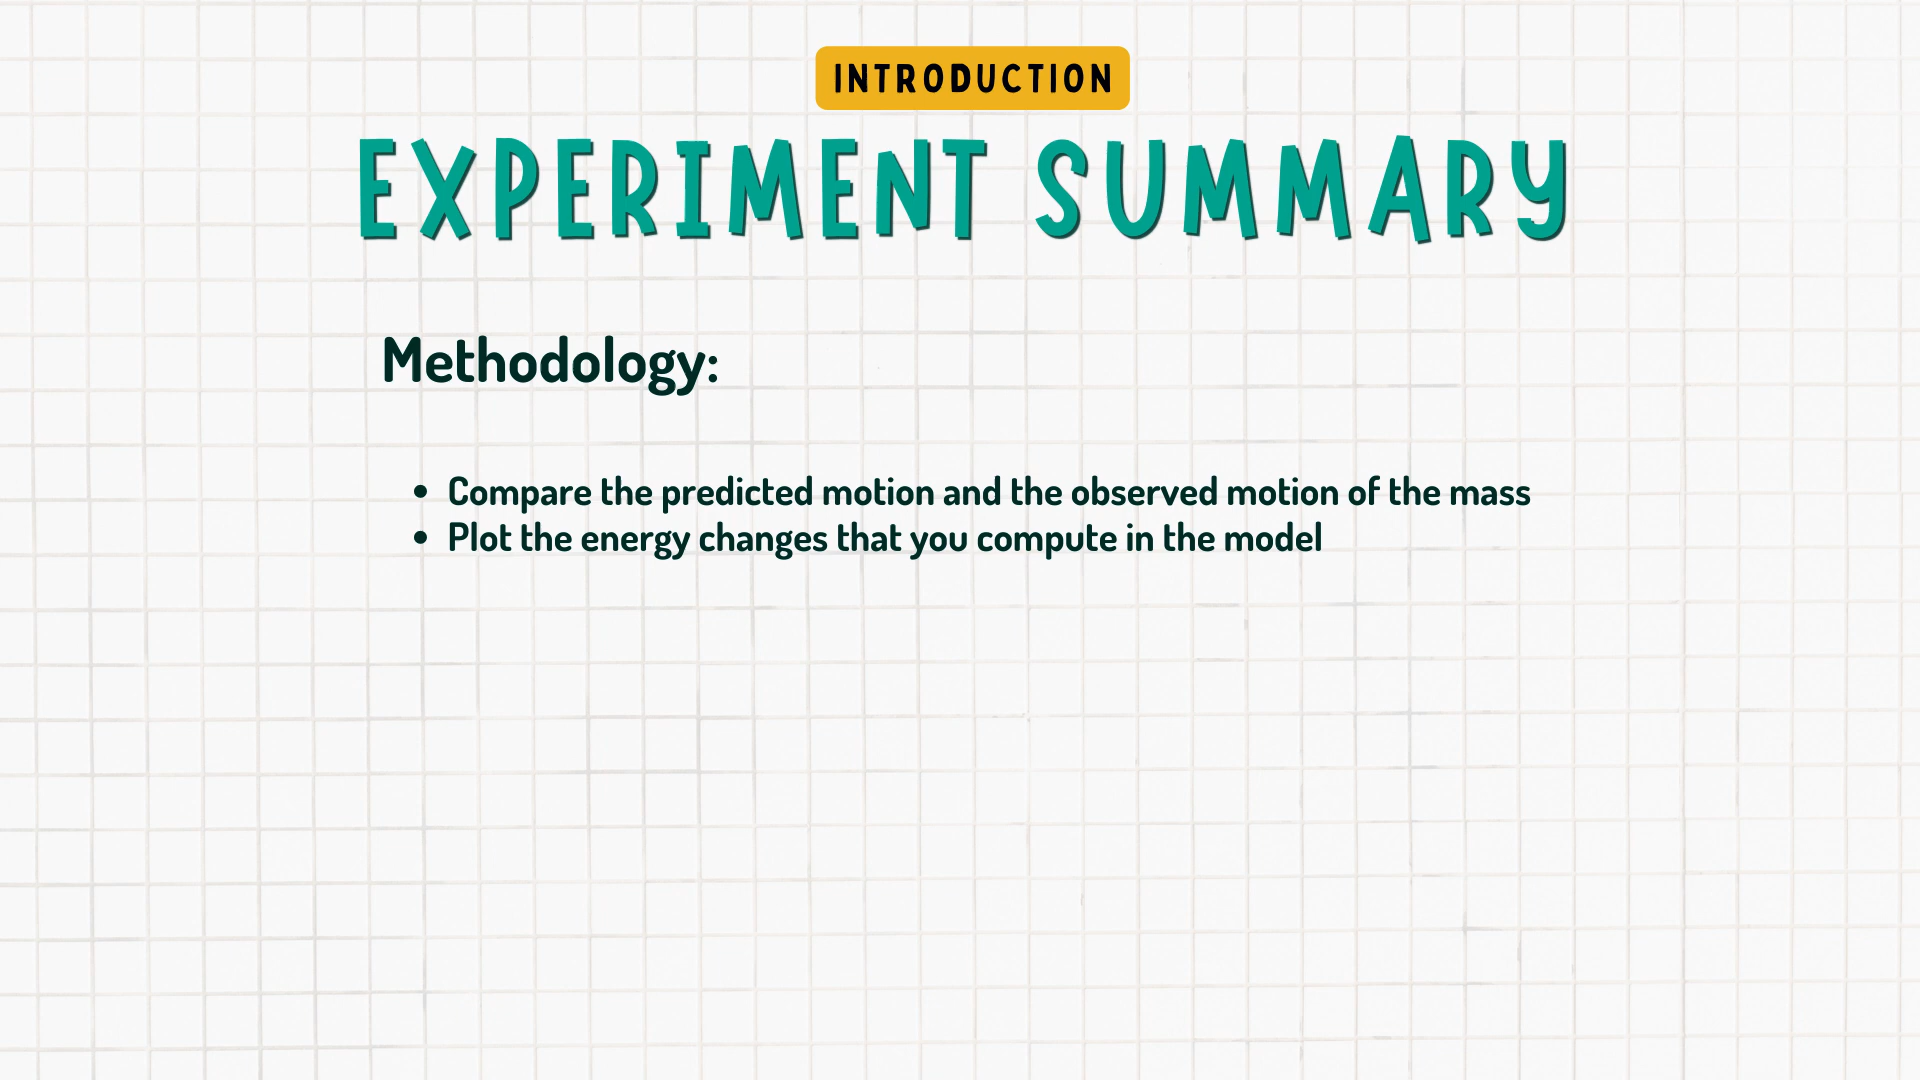 INTRODUCTION
EXPERIMENT SUMMARY
Methodology:
• Compare the predicted motion and the observed motion of the mass
• Plot the energy changes that you compute in the model